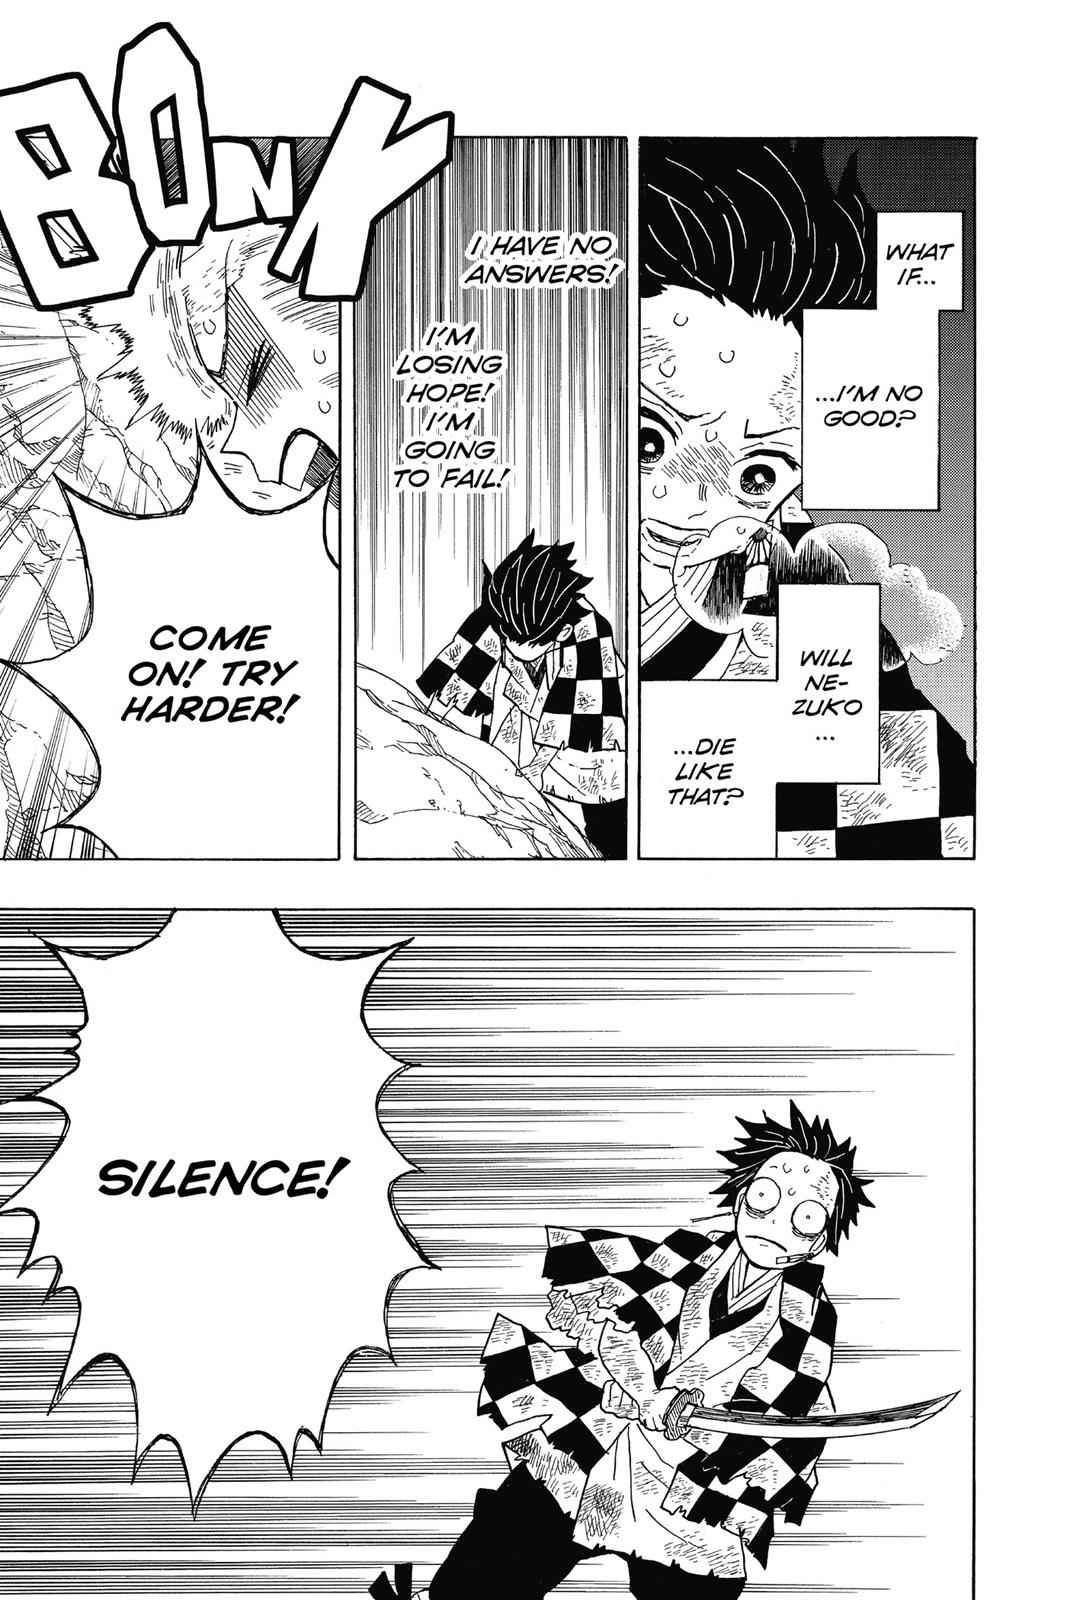 WHAT
IF...
...I'M NO
GOOD?
WILL
NE-
ZUKO
...
...DIE
LIKE
THAT?
I HAVE NO
ANSWERS!
I'M
LOSING
HOPE!
I'M
GOING
TO FAIL!
BONK
COME
ON! TRY
HARDER!
SILENCE!